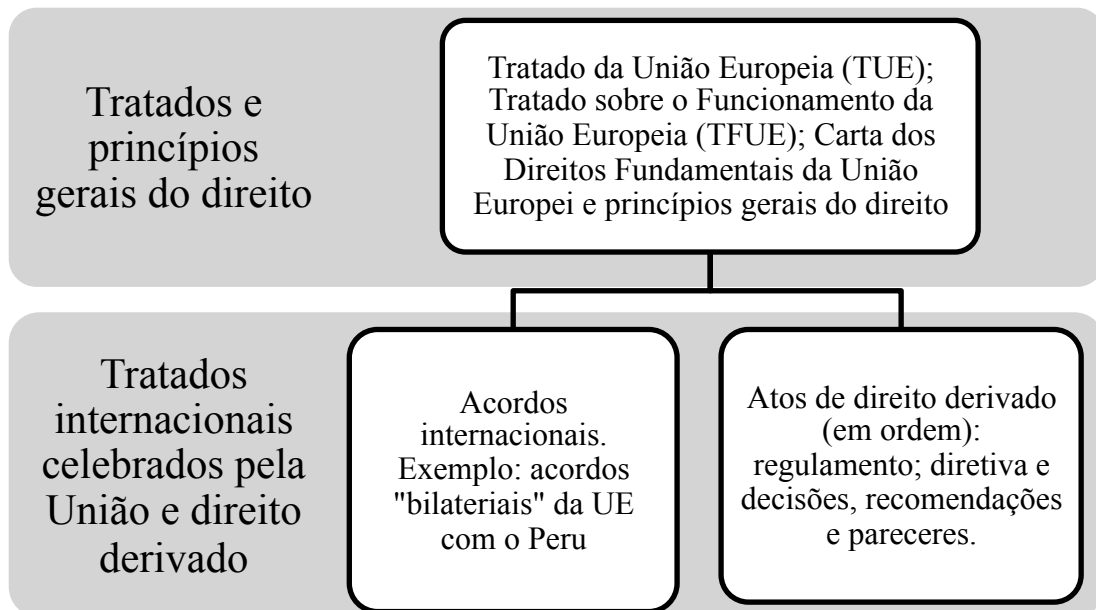 Tratados e
princípios
gerais do direito
Tratado da União Europeia (TUE);
Tratado sobre o Funcionamento da
União Europeia (TFUE); Carta dos
Direitos Fundamentais da União
Europei e princípios gerais do direito
Tratados
internacionais
celebrados pela
União e direito
derivado
Acordos
internacionais.
Exemplo: acordos
"bilateriais" da UE
com o Peru
Atos de direito derivado
(em ordem):
regulamento; diretiva e
decisões, recomendações
e pareceres.